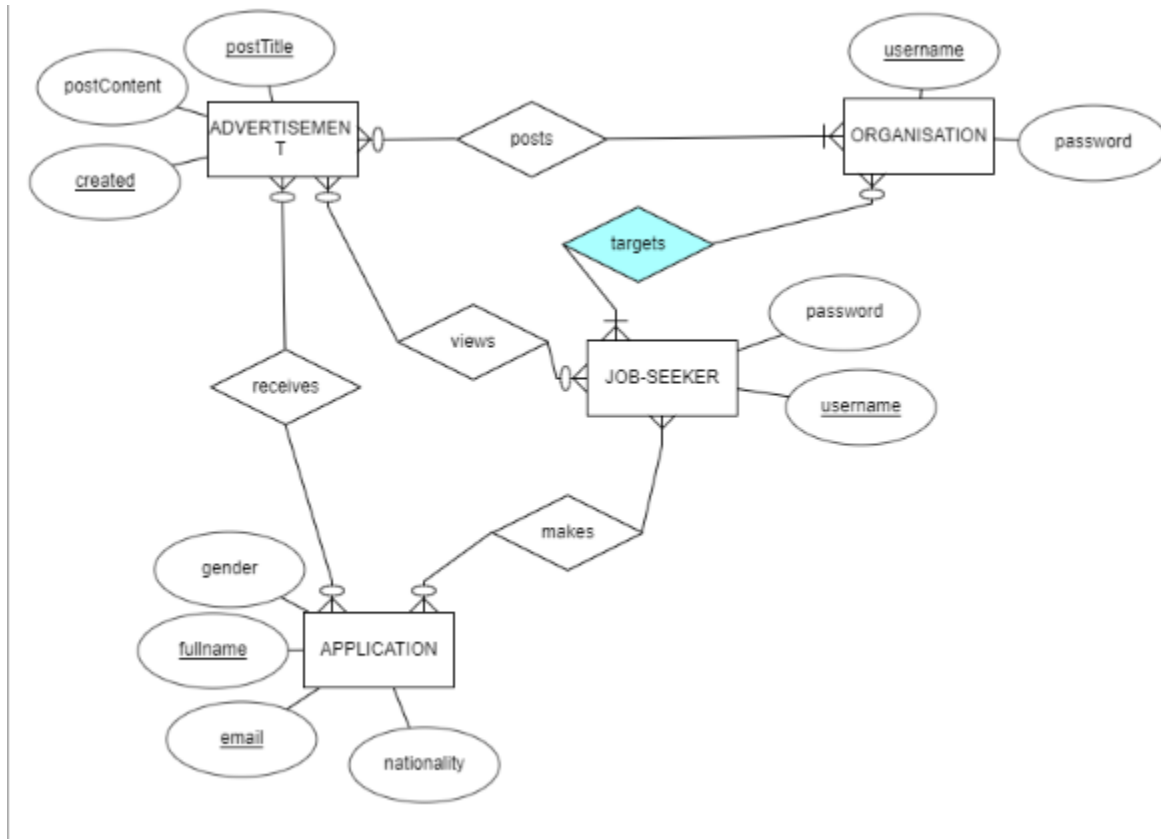 postTitle
username
postContent
ADVERTISEMEN
T
posts
ORGANISATION
password
created
targets
password
views
JOB-SEEKER
receives
username
makes
gender
fullname
APPLICATION
email
nationality